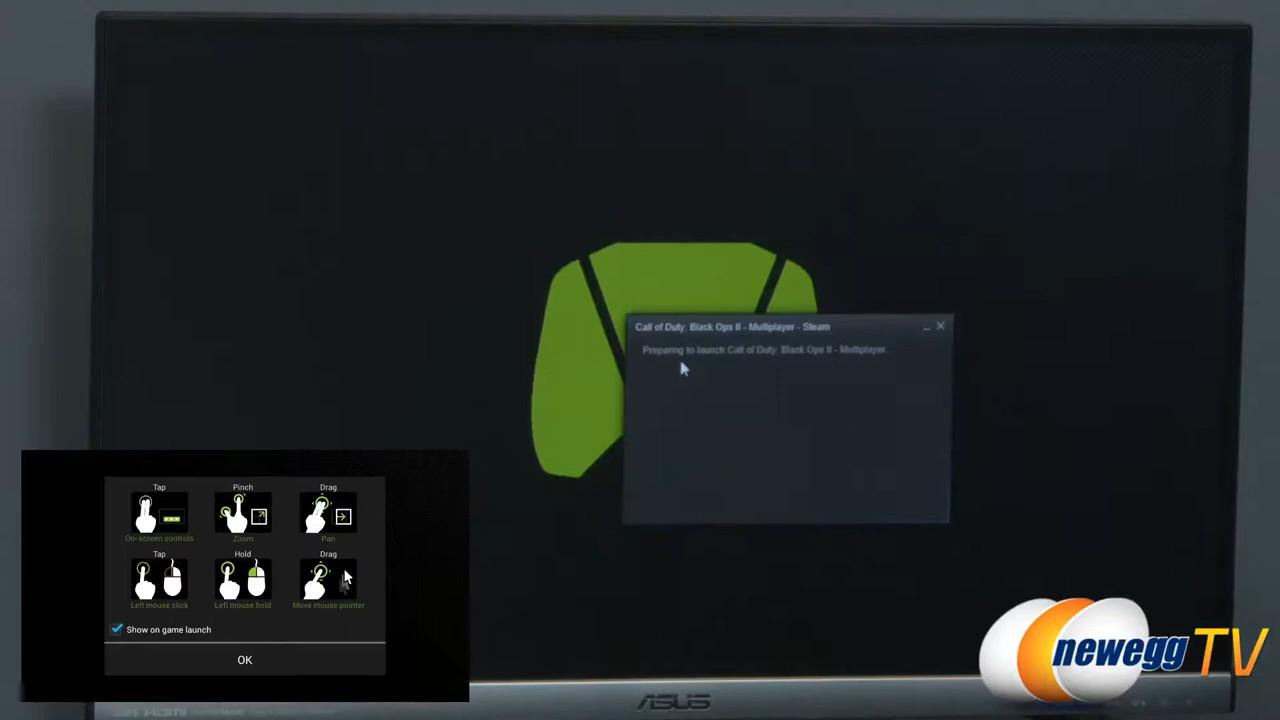 Call of Duty: Black Ops II - Multiplayer - Steam
Preparing to launch Call of Duty: Black Ops II - Multiplayer...
Tap
Pinch
Drag
On-screen controls
Zoom
Pan
Tap
Hold
Drag
Left mouse click
Left mouse hold
Move mouse pointer
Show on game launch
OK
newegg TV
ASUS
HDMI